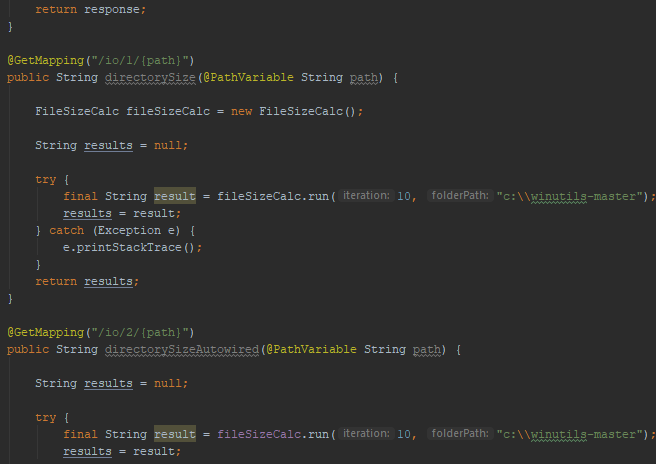 return response;
}
@GetMapping("/io/1/{path}")
public String directorySize(@PathVariable String path) {
FileSizeCalc fileSizeCalc = new FileSizeCalc();
String results = null;
try {
final String result = fileSizeCalc.run( iteration: 10, folderPath: "c:\\winutils-master");
results = result;
} catch (Exception e) {
e.printStackTrace();
}
return results;
}
@GetMapping("/io/2/{path}")
public String directorySizeAutowired(@PathVariable String path) {
String results = null;
try {
final String result = fileSizeCalc.run( iteration: 10, folderPath: "c:\\winutils-master");
results = result;